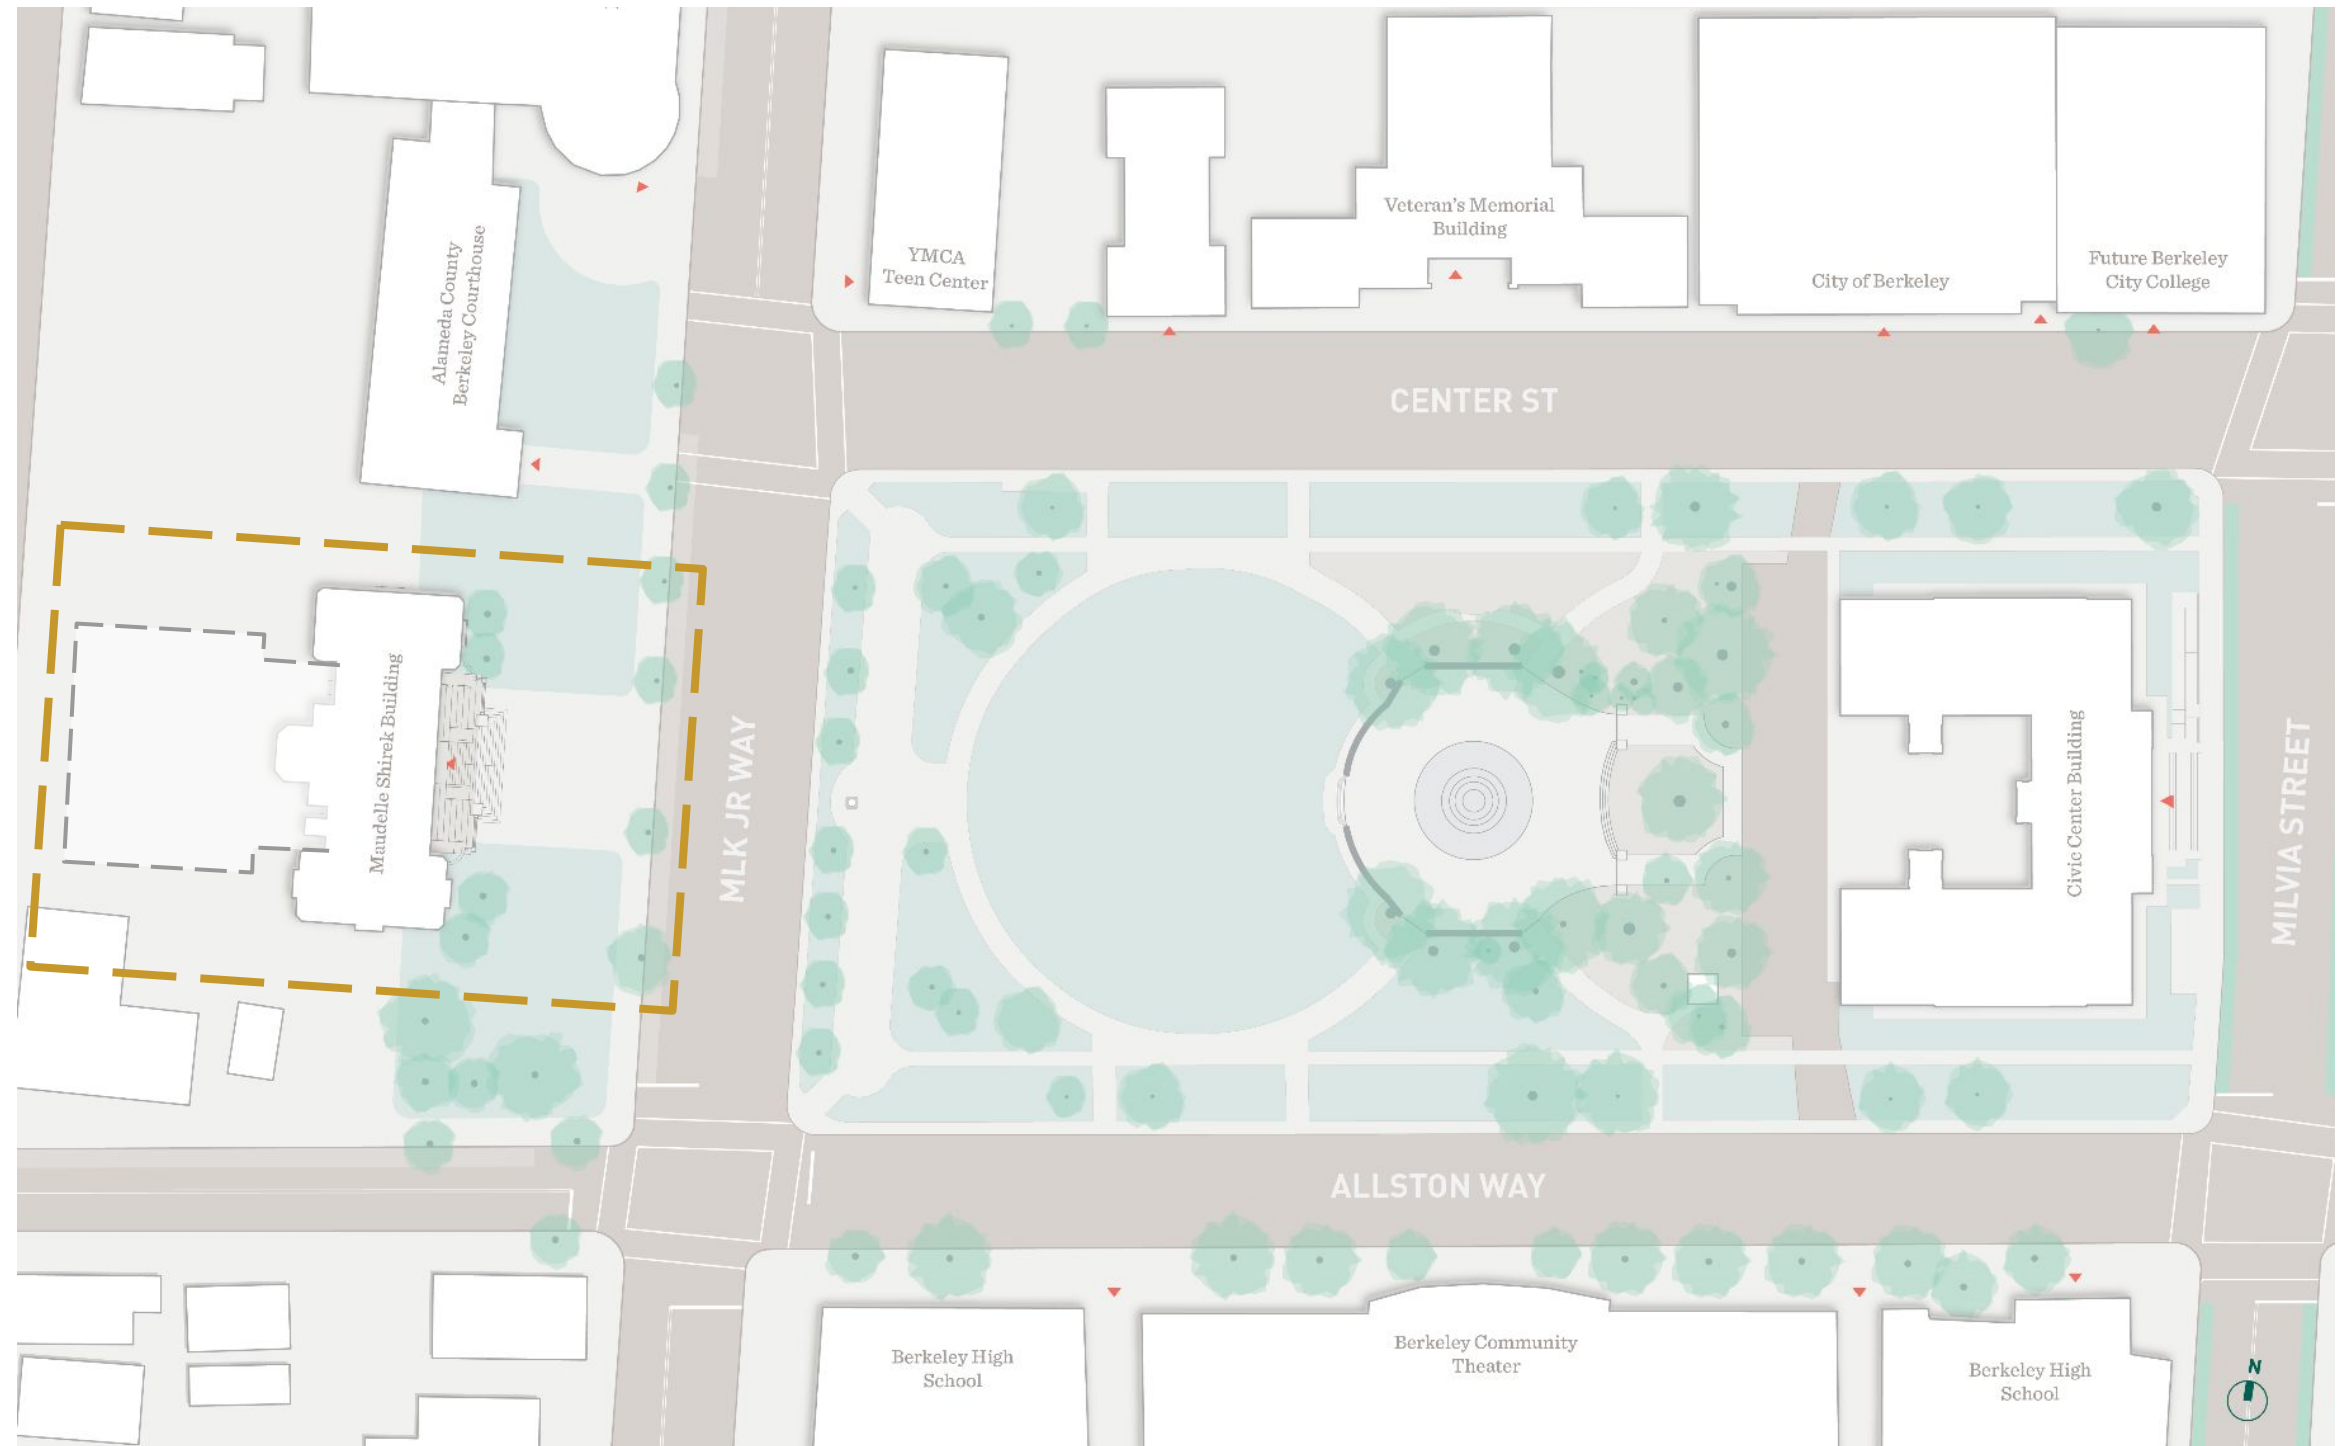 Veteran's Memorial
Building
YMCA
Teen Center
City of Berkeley
Future Berkeley
City College
Alameda County
Berkeley Courthouse
CENTER ST
Maudelle Shirek Building
MLK JR WAY
Civic Center Building
MILVIA STREET
ALLSTON WAY
Berkeley High
School
Berkeley Community
Theater
Berkeley High
School
N